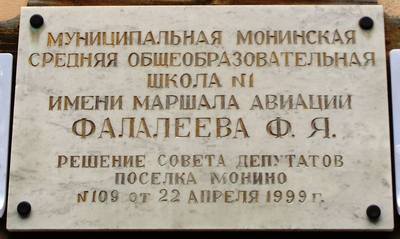 МУНИЦИПАЛЬНАЯ МОНИНСКАЯ
СРЕДНЯЯ ОБЩЕОБРАЗОВАТЕЛЬНАЯ
ШКОЛА №1
ИМЕНИ МАРШАЛА АВИАЦИИ
ФАЛАЛЕЕВА Ф. Я.
РЕШЕНИЕ СОВЕТА ДЕПУТАТОВ
ПОСЕЛКА МОНИНО
№109 от 22 АПРЕЛЯ 1999 г.